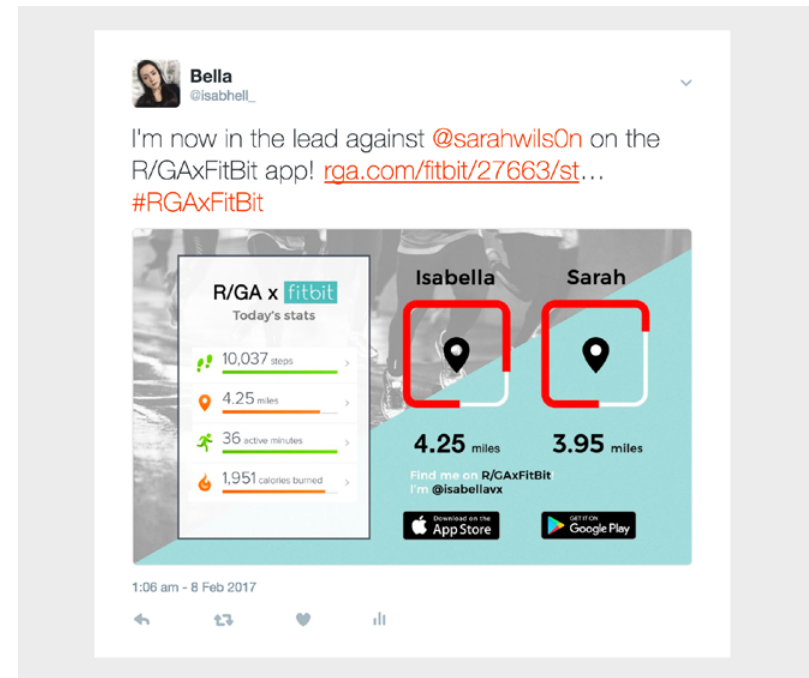 Bella
@isabhell_
I'm now in the lead against @sarahwils0n on the
R/GAxFitBit app! rga.com/fitbit/27663/st…
#RGAxFitBit
R/GA x fitbit
Today's stats
10,037 steps
4.25 miles
36 active minutes
1,951 calories burned
Isabella
Sarah
4.25 miles
3.95 miles
Find me on R/GAxFitBit!
I'm @isabellavx
Download on the
App Store
GET IT ON
Google Play
1:06 am - 8 Feb 2017